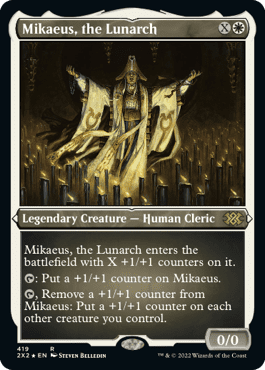 Mikaeus, the Lunarch X
Legendary Creature — Human Cleric
Mikaeus, the Lunarch enters the
battlefield with X +1/+1 counters on it.
: Put a +1/+1 counter on Mikaeus.
, Remove a +1/+1 counter from
Mikaeus: Put a +1/+1 counter on each
other creature you control.
0/0
419 R
2X2 ★ EN Steven Belledin
™ & © 2022 Wizards of the Coast